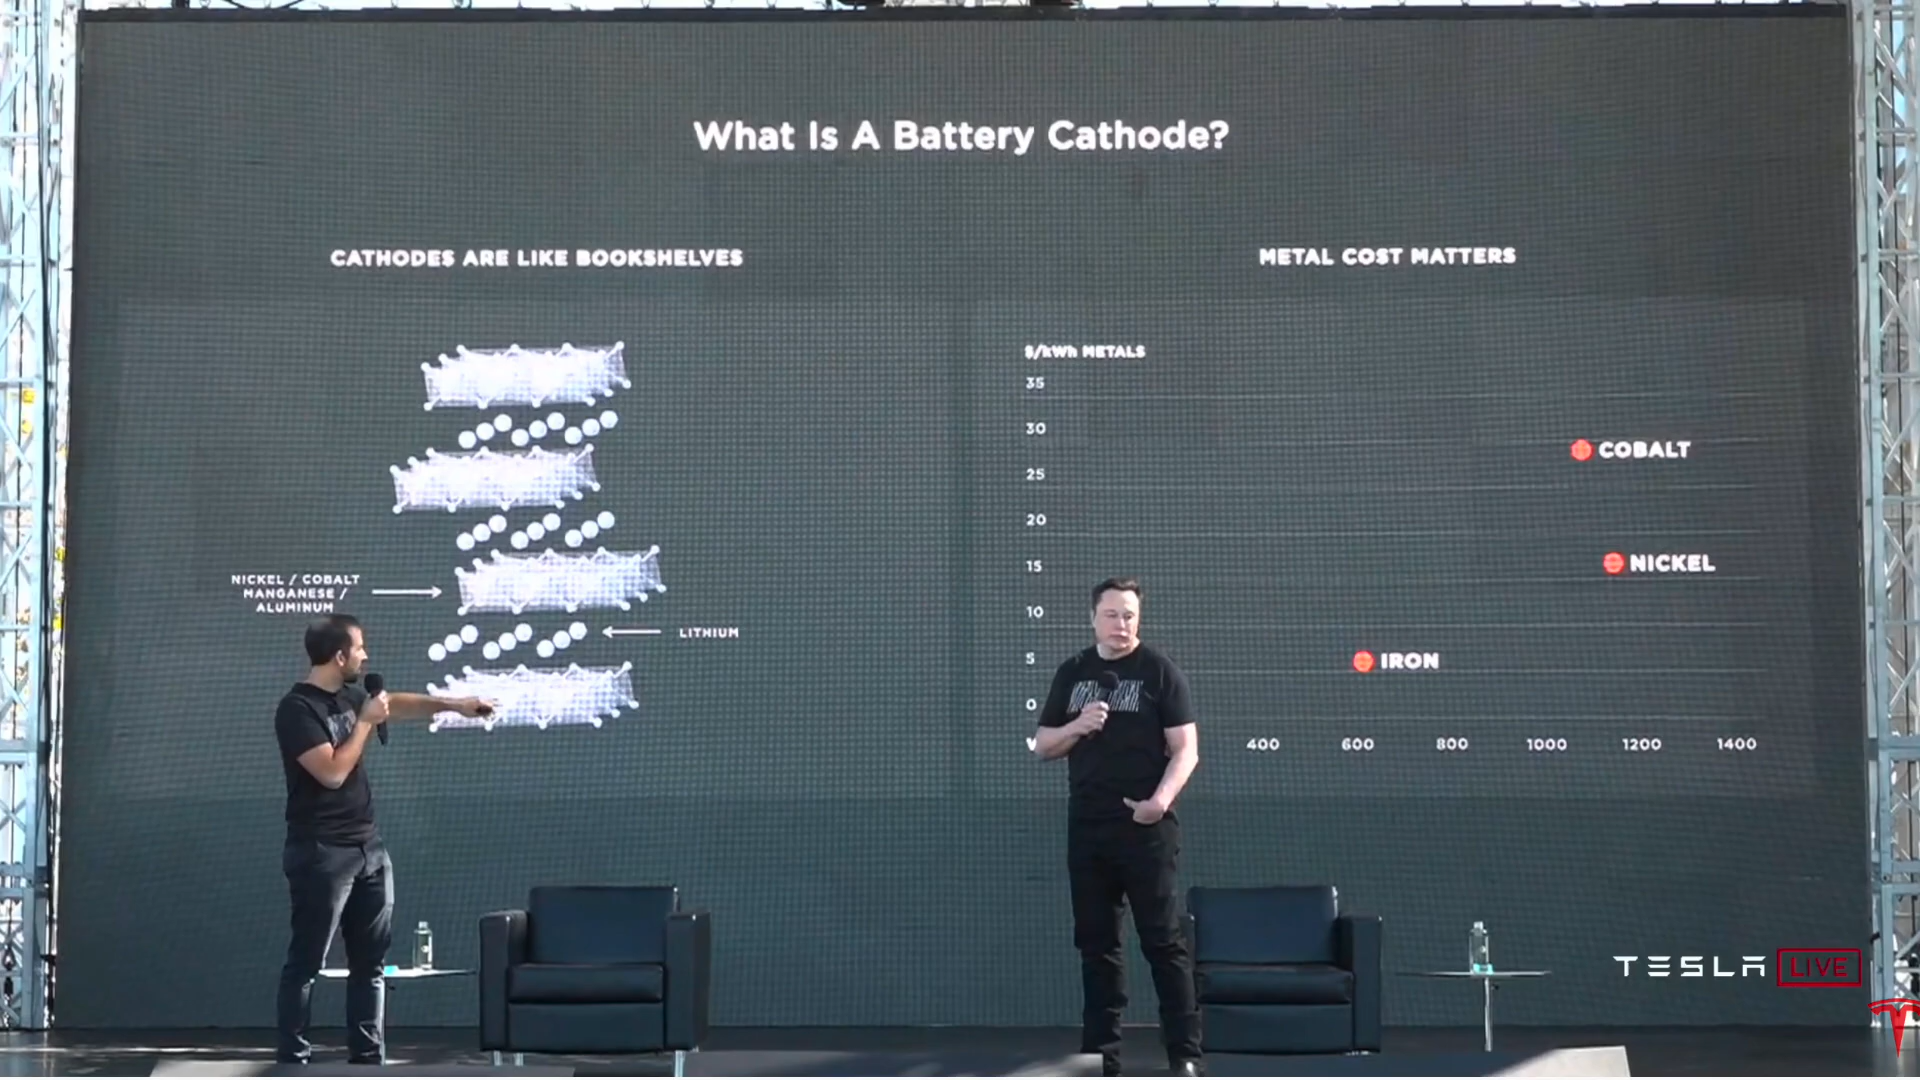 What Is A Battery Cathode?
CATHODES ARE LIKE BOOKSHELVES
NICKEL / COBALT
MANGANESE /
ALUMINUM
LITHIUM
METAL COST MATTERS
$/kWh METALS
35
30
25
20
15
10
5
0
COBALT
NICKEL
IRON
400 600 800 1000 1200 1400
TESLA LIVE